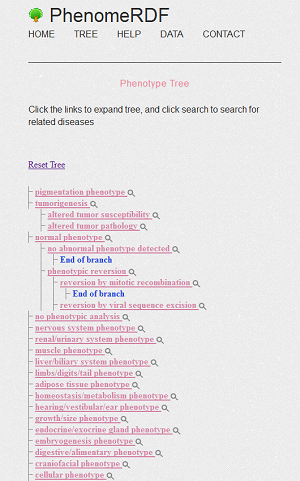 PhenomeRDF
HOME TREE HELP DATA CONTACT
Phenotype Tree
Click the links to expand tree, and click search to search for
related diseases
Reset Tree
pigmentation phenotype
tumorigenesis
altered tumor susceptibility
altered tumor pathology
normal phenotype
no abnormal phenotype detected
End of branch
phenotypic reversion
reversion by mitotic recombination
End of branch
reversion by viral sequence excision
no phenotypic analysis
nervous system phenotype
renal/urinary system phenotype
muscle phenotype
liver/biliary system phenotype
limbs/digits/tail phenotype
adipose tissue phenotype
homeostasis/metabolism phenotype
hearing/vestibular/ear phenotype
growth/size phenotype
endocrine/exocrine gland phenotype
embryogenesis phenotype
digestive/alimentary phenotype
craniofacial phenotype
cellular phenotype